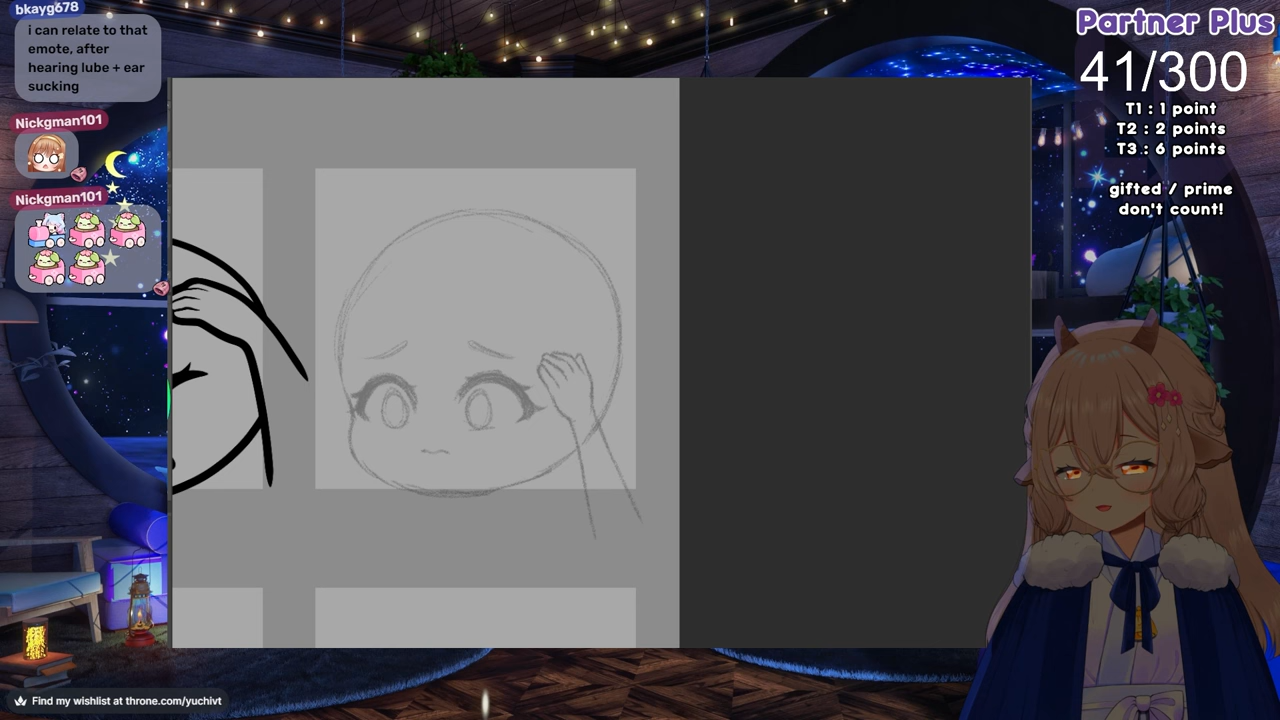 bkayg678
i can relate to that
emote, after
hearing lube + ear
sucking
Nickgman101
Nickgman101
Partner Plus
41/300
T1 : 1 point
T2 : 2 points
T3 : 6 points
gifted / prime
don't count!
Find my wishlist at throne.com/yuchivt